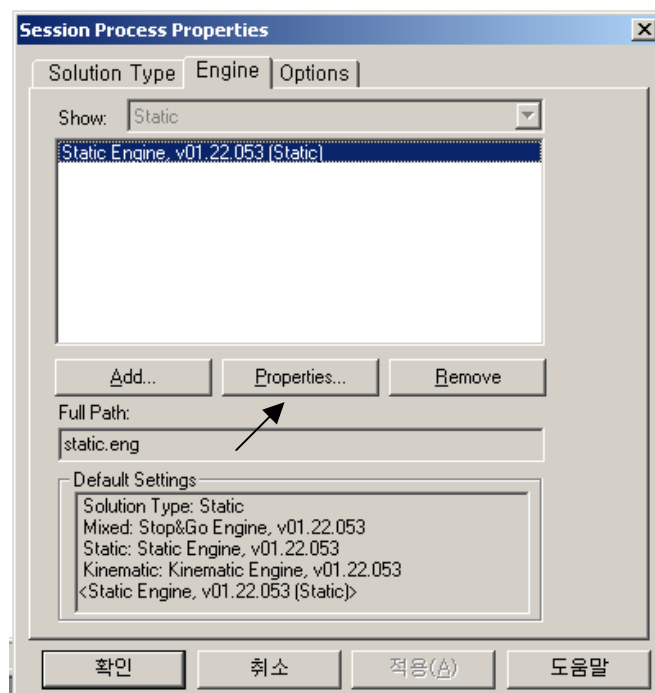 Session Process Properties
Solution Type Engine Options
Show: Static
Static Engine, v01.22.053 (Static)
Add... Properties... Remove
Full Path:
static.eng
Default Settings
Solution Type: Static
Mixed: Stop&Go Engine, v01.22.053
Static: Static Engine, v01.22.053
Kinematic: Kinematic Engine, v01.22.053
<Static Engine, v01.22.053 (Static)>
확인 취소 적용(A) 도움말